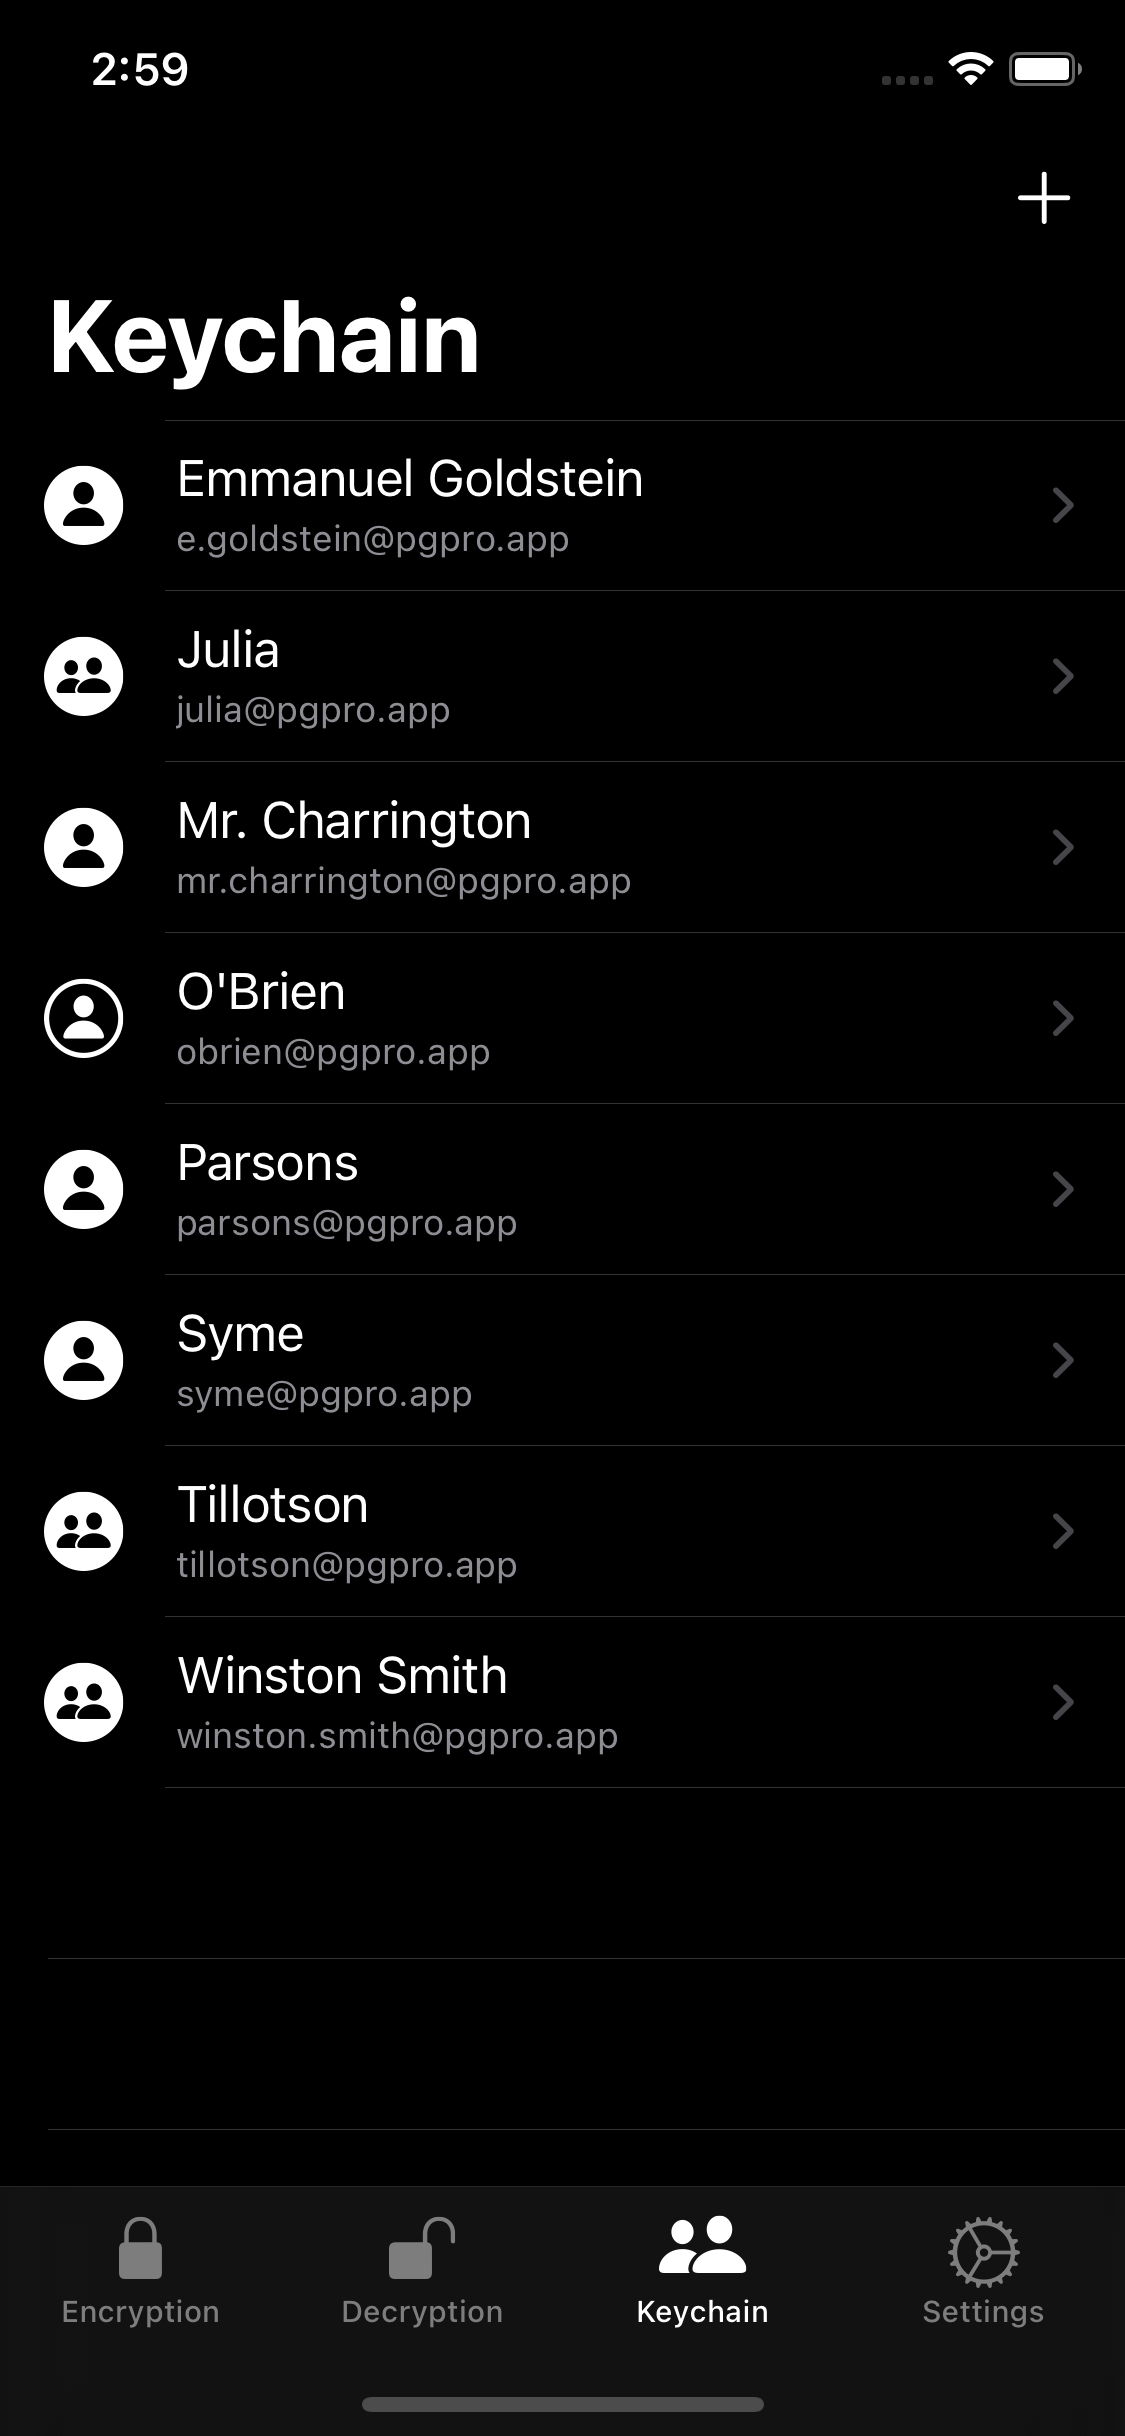 2:59
Keychain
Emmanuel Goldstein
e.goldstein@pgpro.app
Julia
julia@pgpro.app
Mr. Charrington
mr.charrington@pgpro.app
O'Brien
obrien@pgpro.app
Parsons
parsons@pgpro.app
Syme
syme@pgpro.app
Tillotson
tillotson@pgpro.app
Winston Smith
winston.smith@pgpro.app
Encryption Decryption Keychain Settings